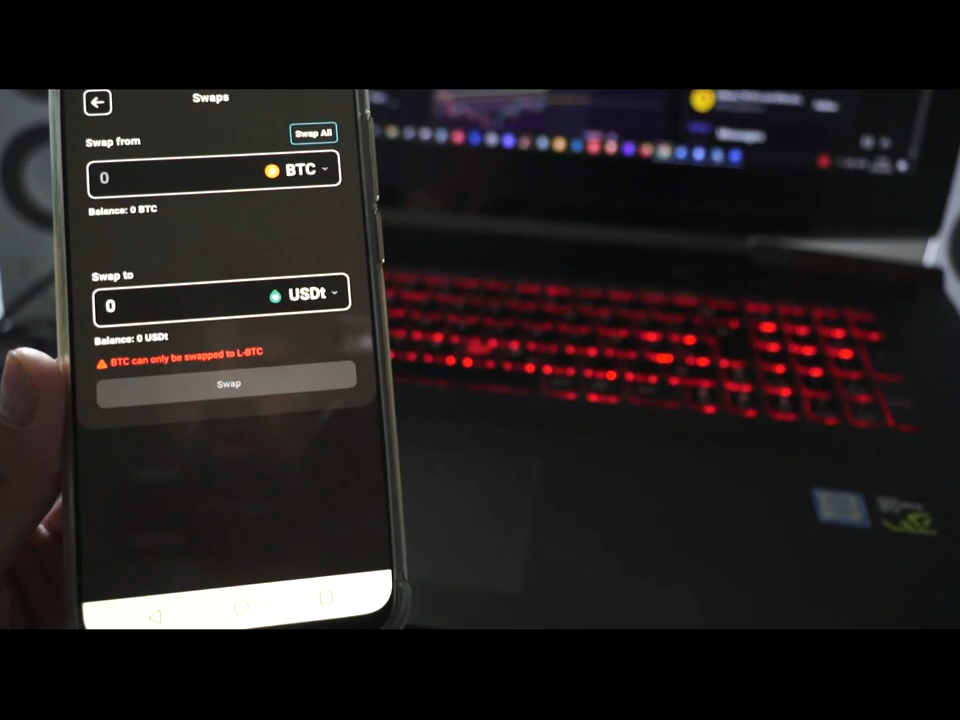 Swaps
Swap from
Swap All
0
BTC
Balance: 0 BTC
Swap to
0
USDt
Balance: 0 USDt
BTC can only be swapped to L-BTC
Swap